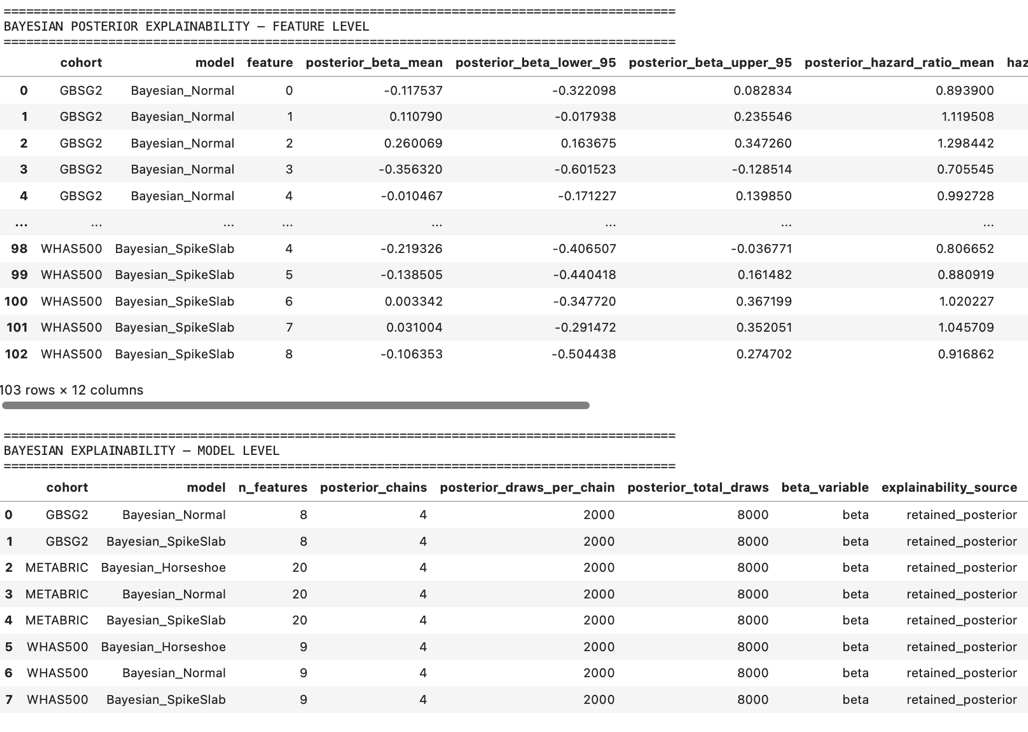 ==========================================================================================
BAYESIAN POSTERIOR EXPLAINABILITY — FEATURE LEVEL
==========================================================================================
cohort model feature posterior_beta_mean posterior_beta_lower_95 posterior_beta_upper_95 posterior_hazard_ratio_mean haz
0 GBSG2 Bayesian_Normal 0 -0.117537 -0.322098 0.082834 0.893900
1 GBSG2 Bayesian_Normal 1 0.110790 -0.017938 0.235546 1.119508
2 GBSG2 Bayesian_Normal 2 0.260069 0.163675 0.347260 1.298442
3 GBSG2 Bayesian_Normal 3 -0.356320 -0.601523 -0.128514 0.705545
4 GBSG2 Bayesian_Normal 4 -0.010467 -0.171227 0.139850 0.992728
... ... ... ... ... ... ... ...
98 WHAS500 Bayesian_SpikeSlab 4 -0.219326 -0.406507 -0.036771 0.806652
99 WHAS500 Bayesian_SpikeSlab 5 -0.138505 -0.440418 0.161482 0.880919
100 WHAS500 Bayesian_SpikeSlab 6 0.003342 -0.347720 0.367199 1.020227
101 WHAS500 Bayesian_SpikeSlab 7 0.031004 -0.291472 0.352051 1.045709
102 WHAS500 Bayesian_SpikeSlab 8 -0.106353 -0.504438 0.274702 0.916862
103 rows × 12 columns
==========================================================================================
BAYESIAN EXPLAINABILITY — MODEL LEVEL
==========================================================================================
cohort model n_features posterior_chains posterior_draws_per_chain posterior_total_draws beta_variable explainability_source
0 GBSG2 Bayesian_Normal 8 4 2000 8000 beta retained_posterior
1 GBSG2 Bayesian_SpikeSlab 8 4 2000 8000 beta retained_posterior
2 METABRIC Bayesian_Horseshoe 20 4 2000 8000 beta retained_posterior
3 METABRIC Bayesian_Normal 20 4 2000 8000 beta retained_posterior
4 METABRIC Bayesian_SpikeSlab 20 4 2000 8000 beta retained_posterior
5 WHAS500 Bayesian_Horseshoe 9 4 2000 8000 beta retained_posterior
6 WHAS500 Bayesian_Normal 9 4 2000 8000 beta retained_posterior
7 WHAS500 Bayesian_SpikeSlab 9 4 2000 8000 beta retained_posterior